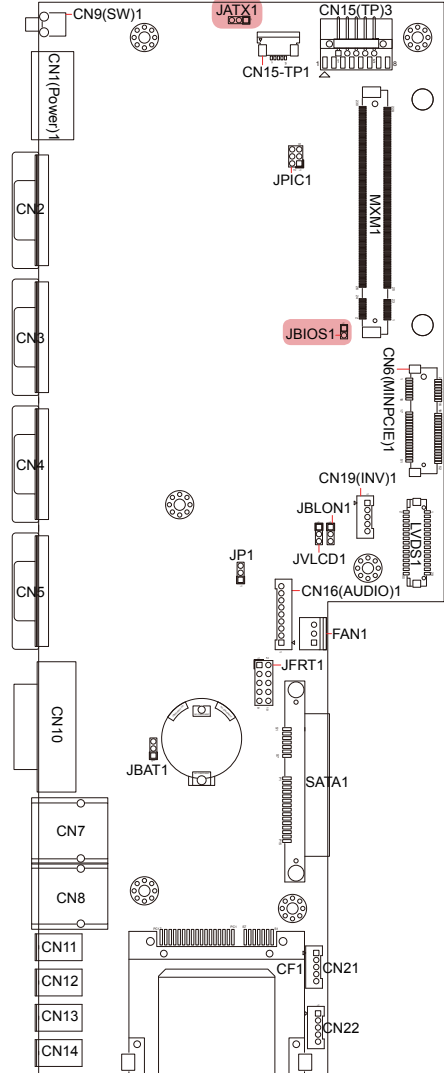 JATX1
CN15(TP)3
CN9(SW)1
CN15-TP1
1
8
CN1(Power)1
JPIC1
MXM1
CN2
CN3
JBIOS1
CN6(MINPCIE)1
CN4
CN19(INV)1
JBLON1
LVDS1
JVLCD1
JP1
CN5
CN16(AUDIO)1
FAN1
JFRT1
CN10
JBAT1
SATA1
CN7
CN8
CN11
CF1
CN21
CN12
CN13
CN22
CN14